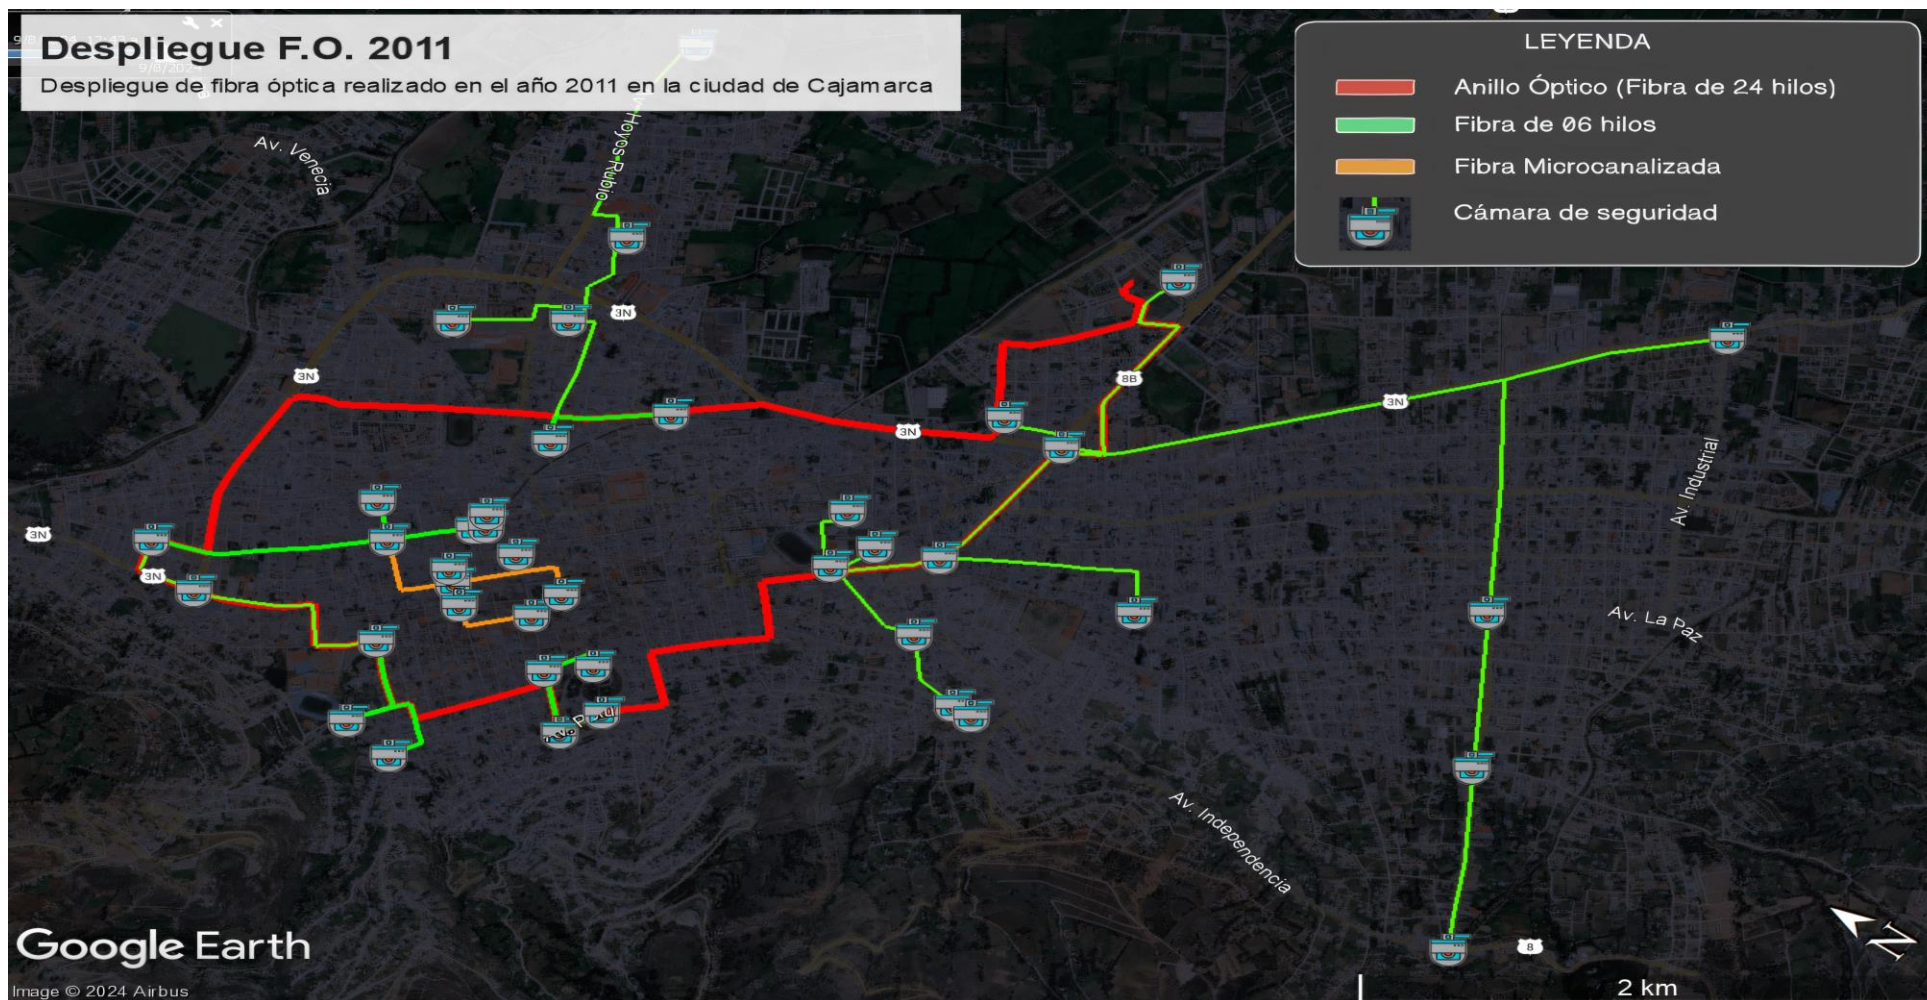 Despliegue F.O. 2011
9/8/2024
Despliegue de fibra óptica realizado en el año 2011 en la ciudad de Cajamarca
LEYENDA
Anillo Óptico (Fibra de 24 hilos)
Fibra de 06 hilos
Fibra Microcanalizada
Cámara de seguridad
Av. Venecia
Hoyos Rubio
3N
3N
8B
3N
3N
Av. Industrial
3N
3N
Av. La Paz
Av. Independencia
8
N
Google Earth
Image © 2024 Airbus
2 km